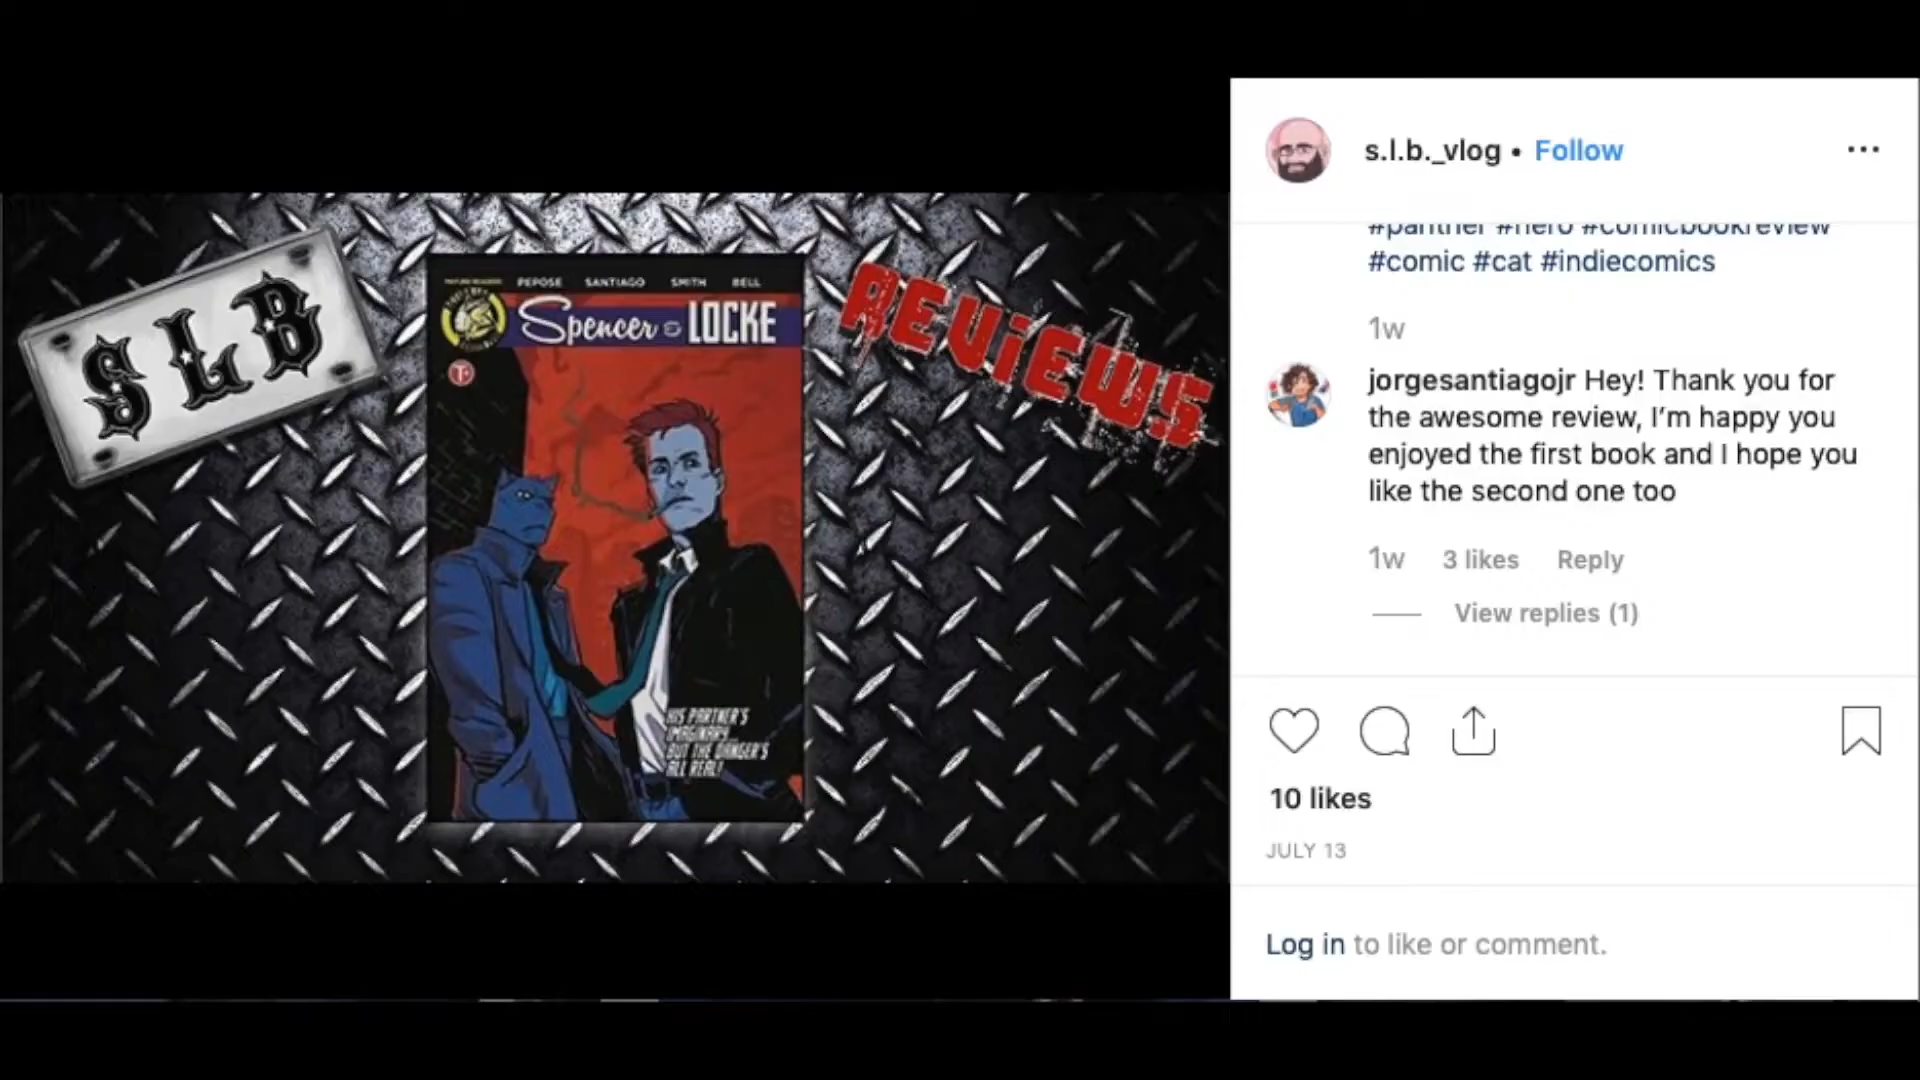 SLB
PEPOSE SANTIAGO SMITH BELL
Spencer & LOCKE
T+
HIS PARTNER'S
IMAGINARY...
BUT THE DANGER'S
ALL REAL!
REVIEWS
s.l.b._vlog • Follow
#panther #hero #comicbookreview
#comic #cat #indiecomics
1w
jorgesantiagojr Hey! Thank you for
the awesome review, I'm happy you
enjoyed the first book and I hope you
like the second one too
1w 3 likes Reply
View replies (1)
10 likes
JULY 13
Log in to like or comment.